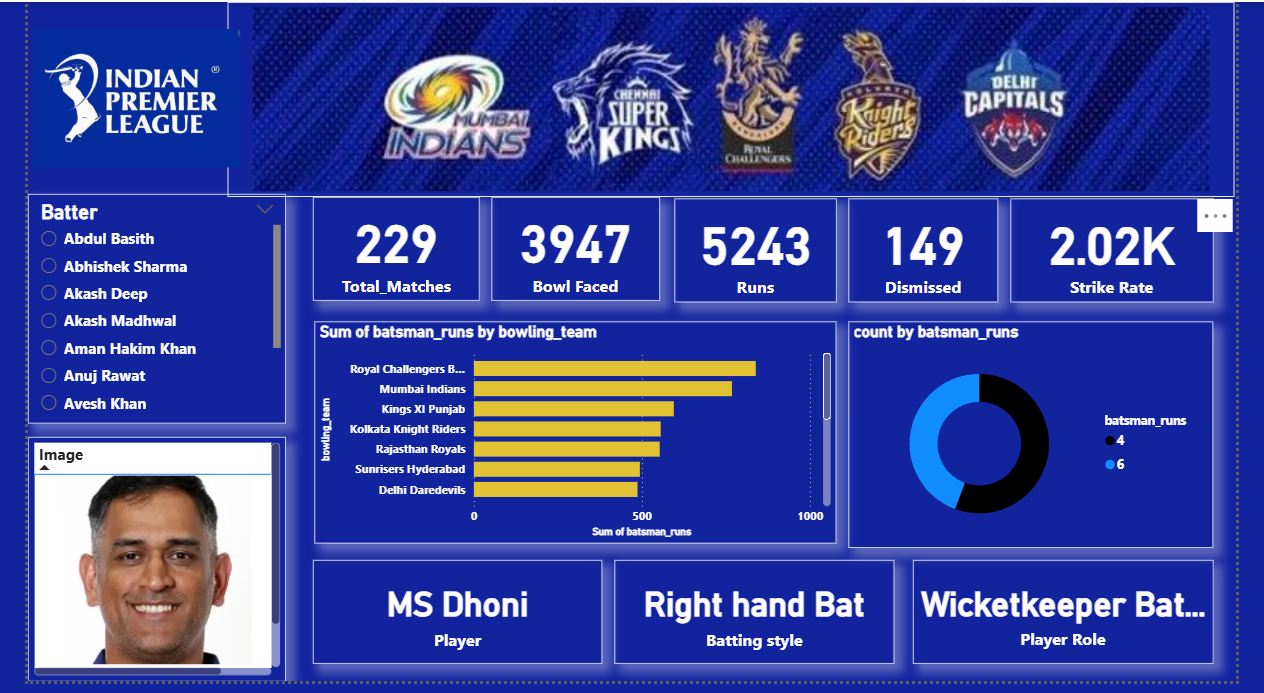 INDIAN ®
PREMIER
LEAGUE
MUMBAI
INDIANS
CHENNAI
SUPER
KINGS
ROYAL
CHALLENGERS
Knight
Riders
DELHI
CAPITALS
Batter
Abdul Basith
Abhishek Sharma
Akash Deep
Akash Madhwal
Aman Hakim Khan
Anuj Rawat
Avesh Khan
229
Total_Matches
3947
Bowl Faced
5243
Runs
149
Dismissed
2.02K
Strike Rate
Sum of batsman_runs by bowling_team
bowling_team
Royal Challengers B...
Mumbai Indians
Kings XI Punjab
Kolkata Knight Riders
Rajasthan Royals
Sunrisers Hyderabad
Delhi Daredevils
0 500 1000
Sum of batsman_runs
count by batsman_runs
batsman_runs
4
6
Image
MS Dhoni
Player
Right hand Bat
Batting style
Wicketkeeper Bat...
Player Role